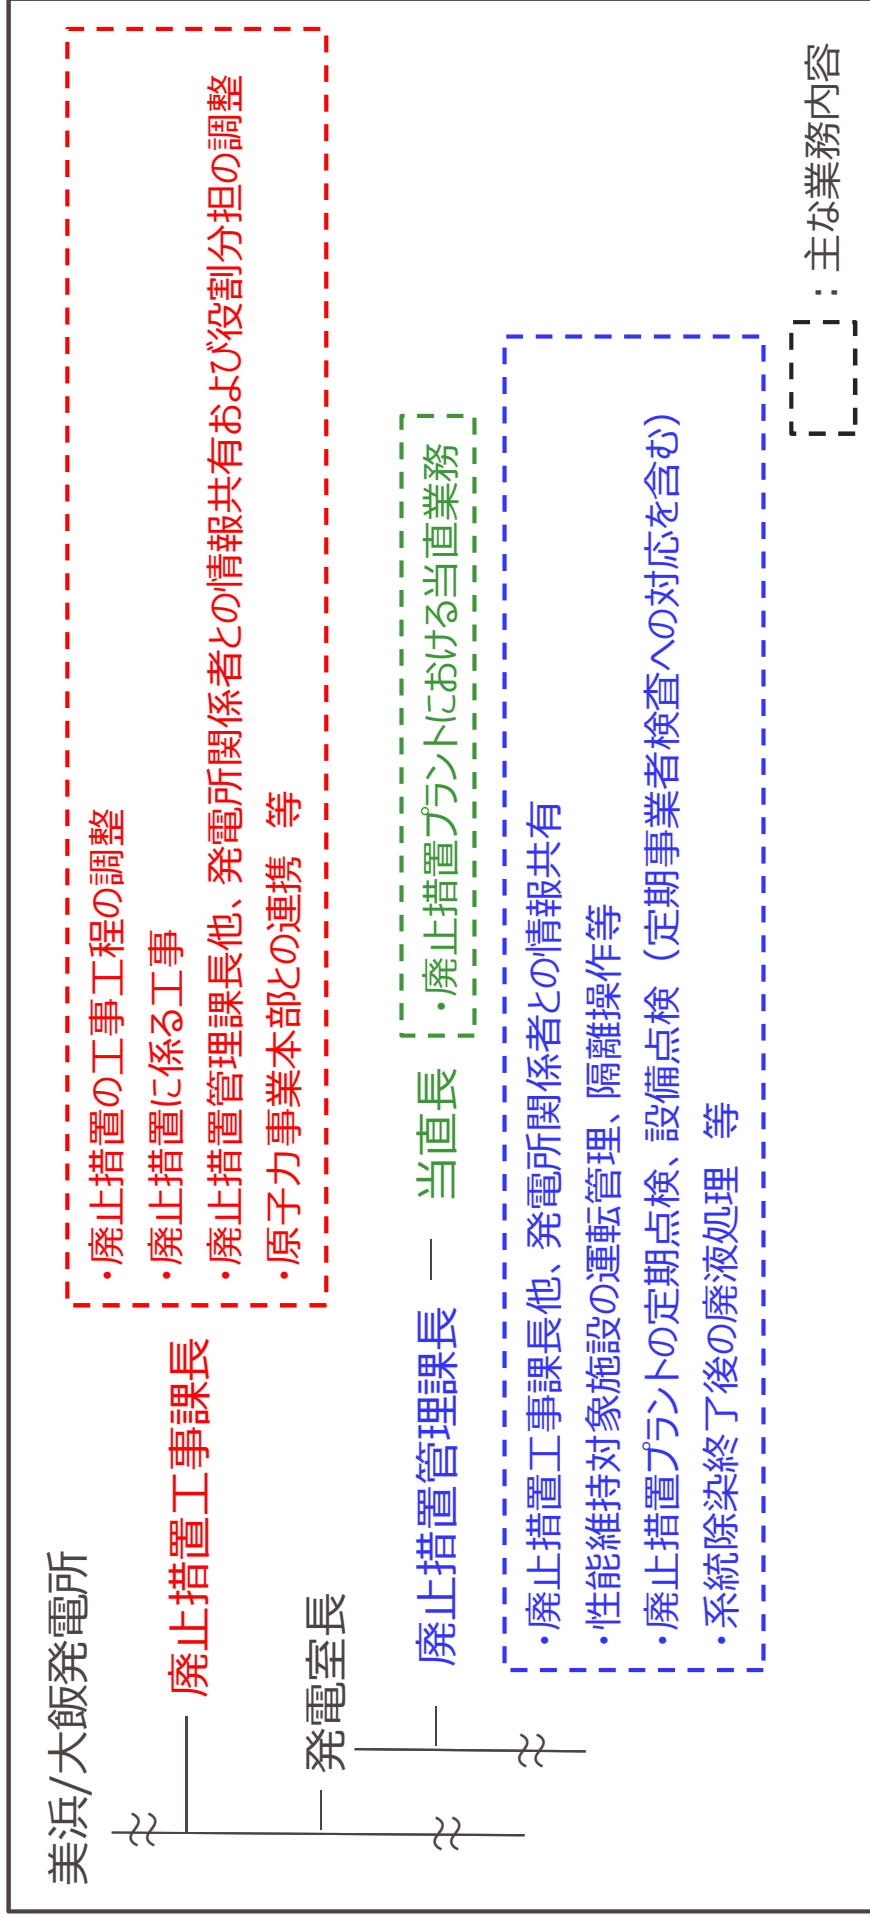 美浜/大飯発電所
廃止措置工事課長
・廃止措置の工事工程の調整
・廃止措置に係る工事
・廃止措置管理課長他、発電所関係者との情報共有および役割分担の調整
・原子力事業本部との連携 等
発電室長
廃止措置管理課長 ― 当直長
・廃止措置プラントにおける当直業務
・廃止措置工事課長他、発電所関係者との情報共有
・性能維持対象施設の運転管理、隔離操作等
・廃止措置プラントの定期点検、設備点検（定期事業者検査への対応を含む）
・系統除染終了後の廃液処理 等
：主な業務内容